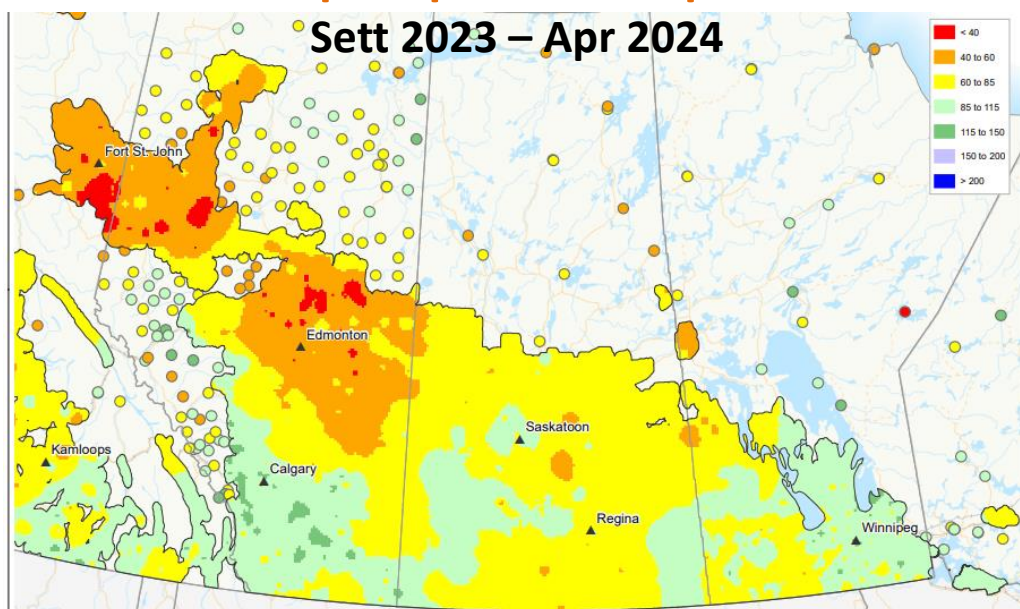 Sett 2023 – Apr 2024
< 40
40 to 60
60 to 85
85 to 115
115 to 150
150 to 200
> 200
Fort St. John
Edmonton
Saskatoon
Kamloops
Calgary
Regina
Winnipeg